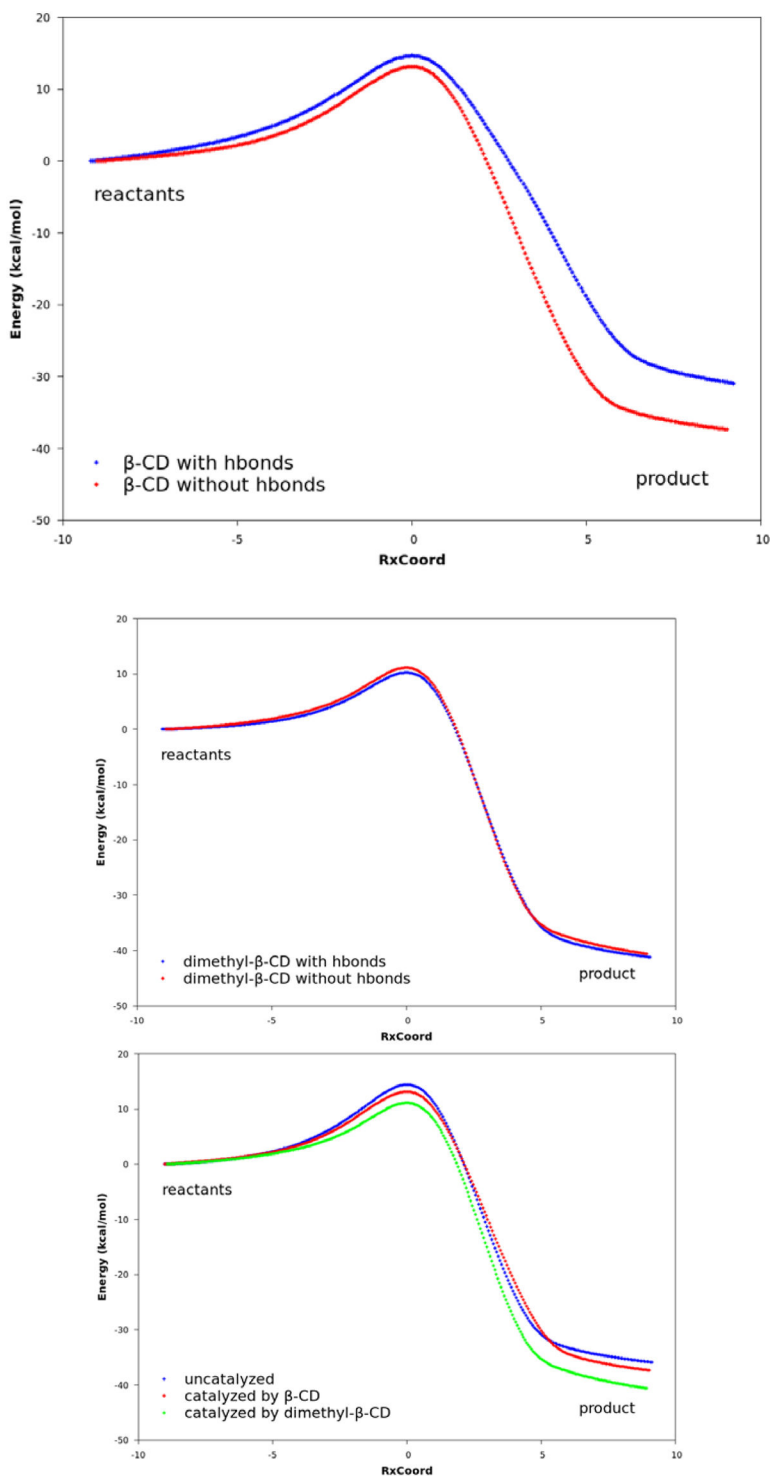 20
10
0
-10
-20
-30
-40
-50
Energy (kcal/mol)
reactants
β-CD with hbonds
β-CD without hbonds
product
-10 -5 0 5 10
RxCoord
20
10
0
-10
-20
-30
-40
-50
Energy (kcal/mol)
reactants
dimethyl-β-CD with hbonds
dimethyl-β-CD without hbonds
product
-10 -5 0 5 10
RxCoord
20
10
0
-10
-20
-30
-40
-50
Energy (kcal/mol)
reactants
uncatalyzed
catalyzed by β-CD
catalyzed by dimethyl-β-CD
product
-10 -5 0 5 10
RxCoord